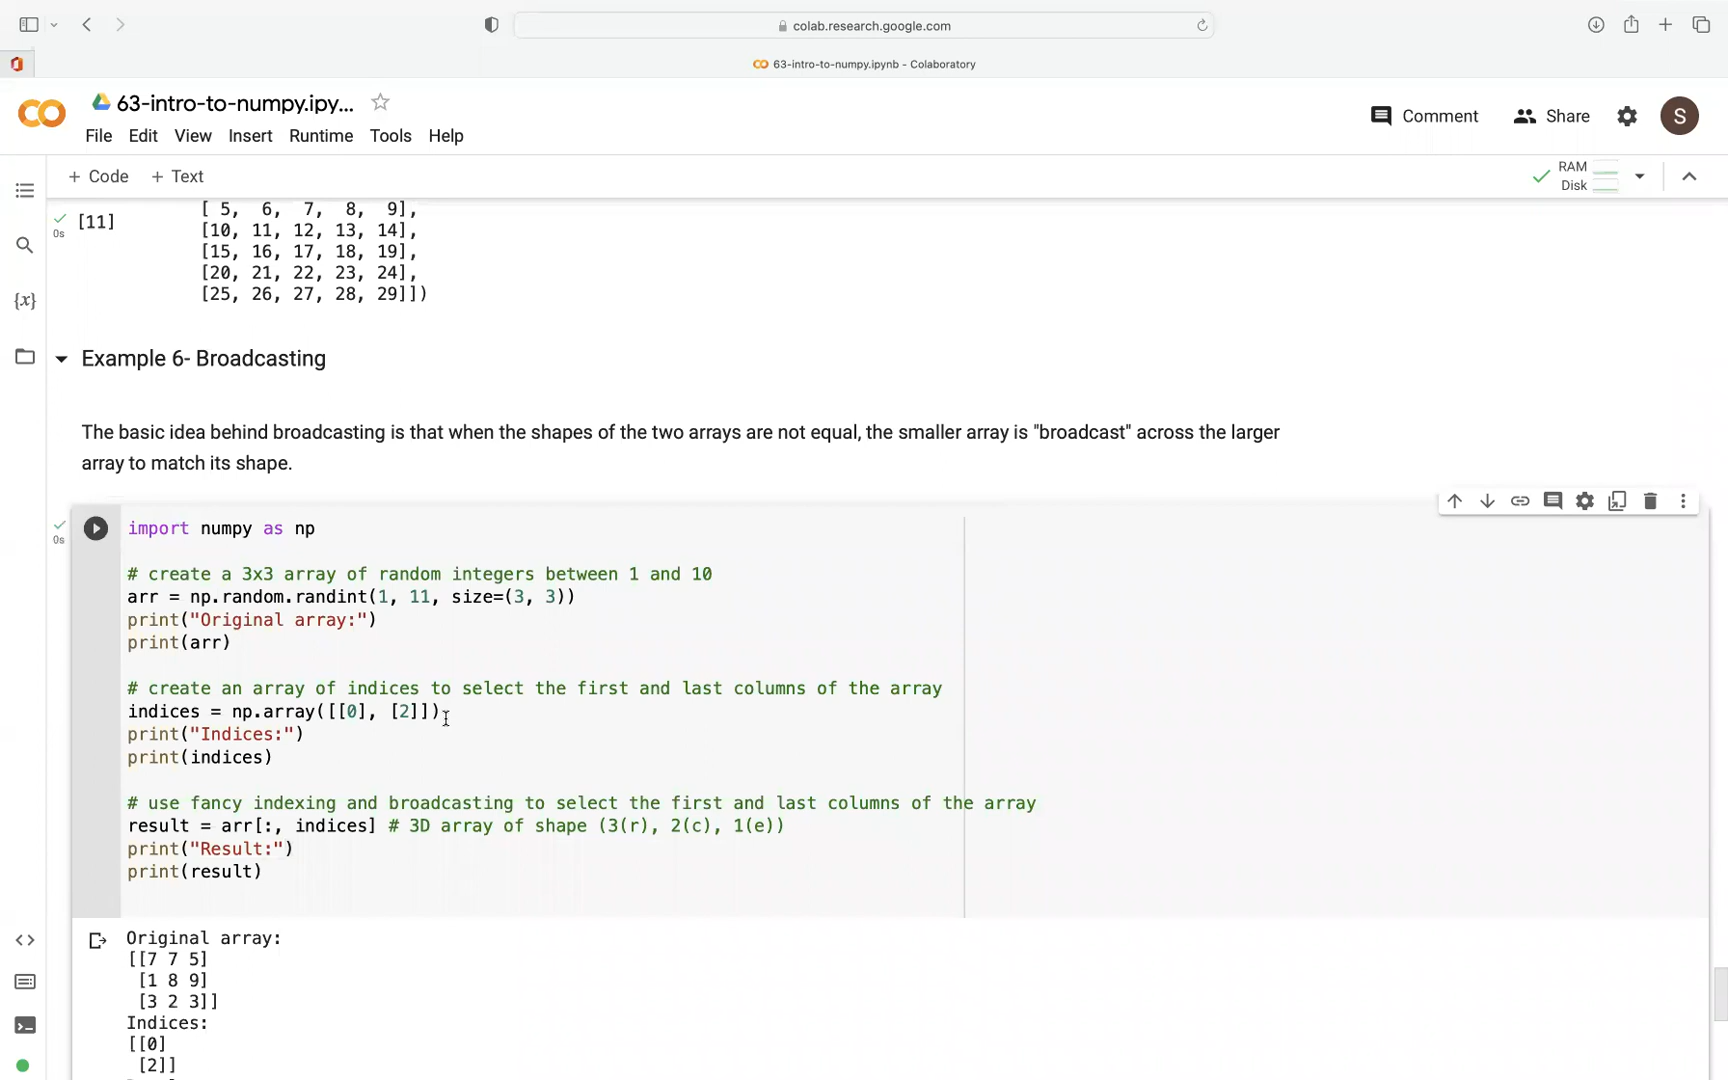 colab.research.google.com
63-intro-to-numpy.ipynb - Colaboratory
63-intro-to-numpy.ipy...
Comment
Share
S
File Edit View Insert Runtime Tools Help
+ Code + Text
RAM
Disk
[ 5,  6,  7,  8,  9],
[11]
0s
[10, 11, 12, 13, 14],
[15, 16, 17, 18, 19],
[20, 21, 22, 23, 24],
{x}
[25, 26, 27, 28, 29]])
Example 6- Broadcasting
The basic idea behind broadcasting is that when the shapes of the two arrays are not equal, the smaller array is "broadcast" across the larger
array to match its shape.
0s
import numpy as np
# create a 3x3 array of random integers between 1 and 10
arr = np.random.randint(1, 11, size=(3, 3))
print("Original array:")
print(arr)
# create an array of indices to select the first and last columns of the array
indices = np.array([[0], [2]])
print("Indices:")
print(indices)
# use fancy indexing and broadcasting to select the first and last columns of the array
result = arr[:, indices] # 3D array of shape (3(r), 2(c), 1(e))
print("Result:")
print(result)
Original array:
[[7 7 5]
[1 8 9]
[3 2 3]]
Indices:
[[0]
[2]]